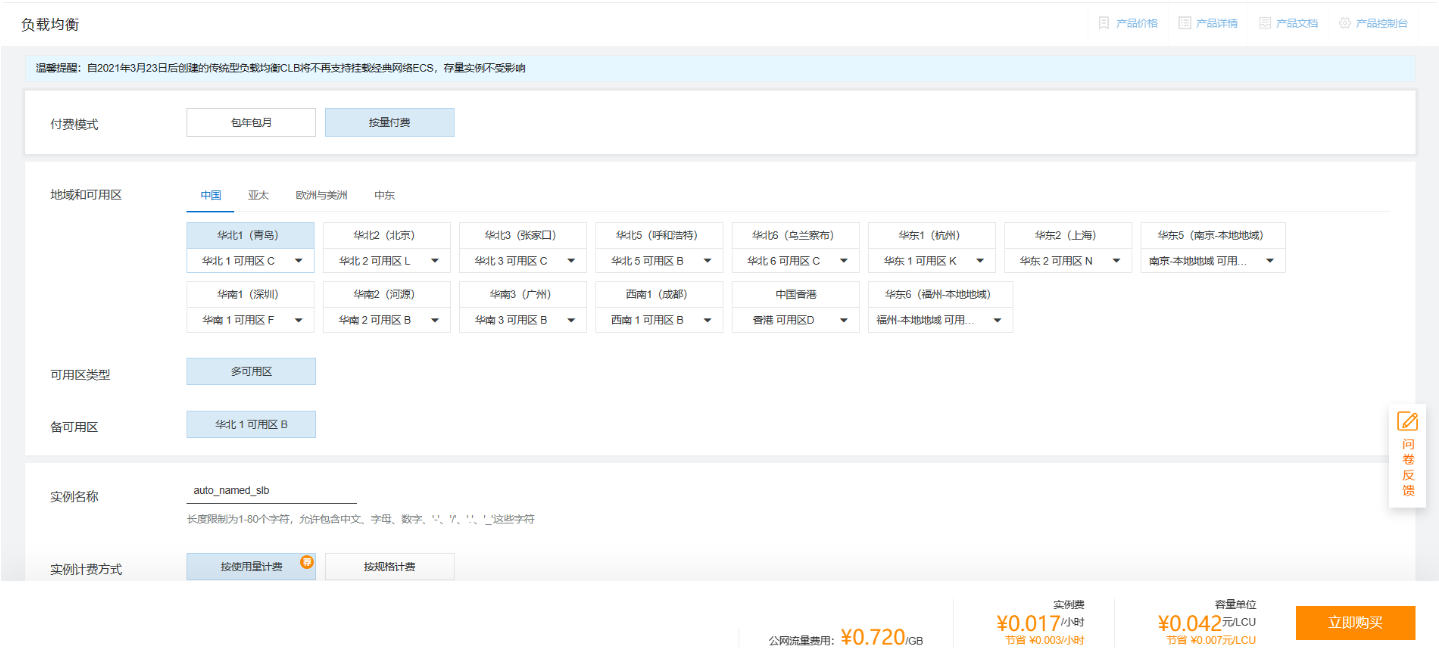 负载均衡
产品价格 产品详情 产品文档 产品控制台
温馨提醒：自2021年3月23日后创建的传统型负载均衡CLB将不再支持挂载经典网络ECS，存量实例不受影响
付费模式 包年包月 按量付费
地域和可用区 中国 亚太 欧洲与美洲 中东
华北1（青岛） 华北2（北京） 华北3（张家口） 华北5（呼和浩特） 华北6（乌兰察布） 华东1（杭州） 华东2（上海） 华东5（南京-本地地域）
华北 1 可用区 C 华北 2 可用区 L 华北 3 可用区 C 华北 5 可用区 B 华北 6 可用区 C 华东 1 可用区 K 华东 2 可用区 N 南京-本地地域 可用...
华南1（深圳） 华南2（河源） 华南3（广州） 西南1（成都） 中国香港 华东6（福州-本地地域）
华南 1 可用区 F 华南 2 可用区 B 华南 3 可用区 B 西南 1 可用区 B 香港 可用区D 福州-本地地域 可用...
可用区类型 多可用区
备可用区 华北 1 可用区 B
问卷反馈
实例名称 auto_named_slb
长度限制为1-80个字符，允许包含中文、字母、数字、'-'、'/'、'.'、'_'这些字符
实例计费方式 按使用量计费 荐 按规格计费
公网流量费用：¥0.720/GB
实例费
¥0.017/小时
节省 ¥0.003/小时
容量单位
¥0.042元/LCU
节省 ¥0.007元/LCU
立即购买